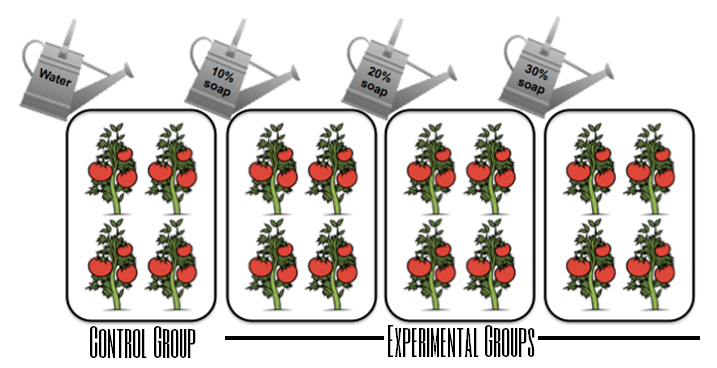 Water
10%
soap
20%
soap
30%
soap
Control Group
Experimental Groups